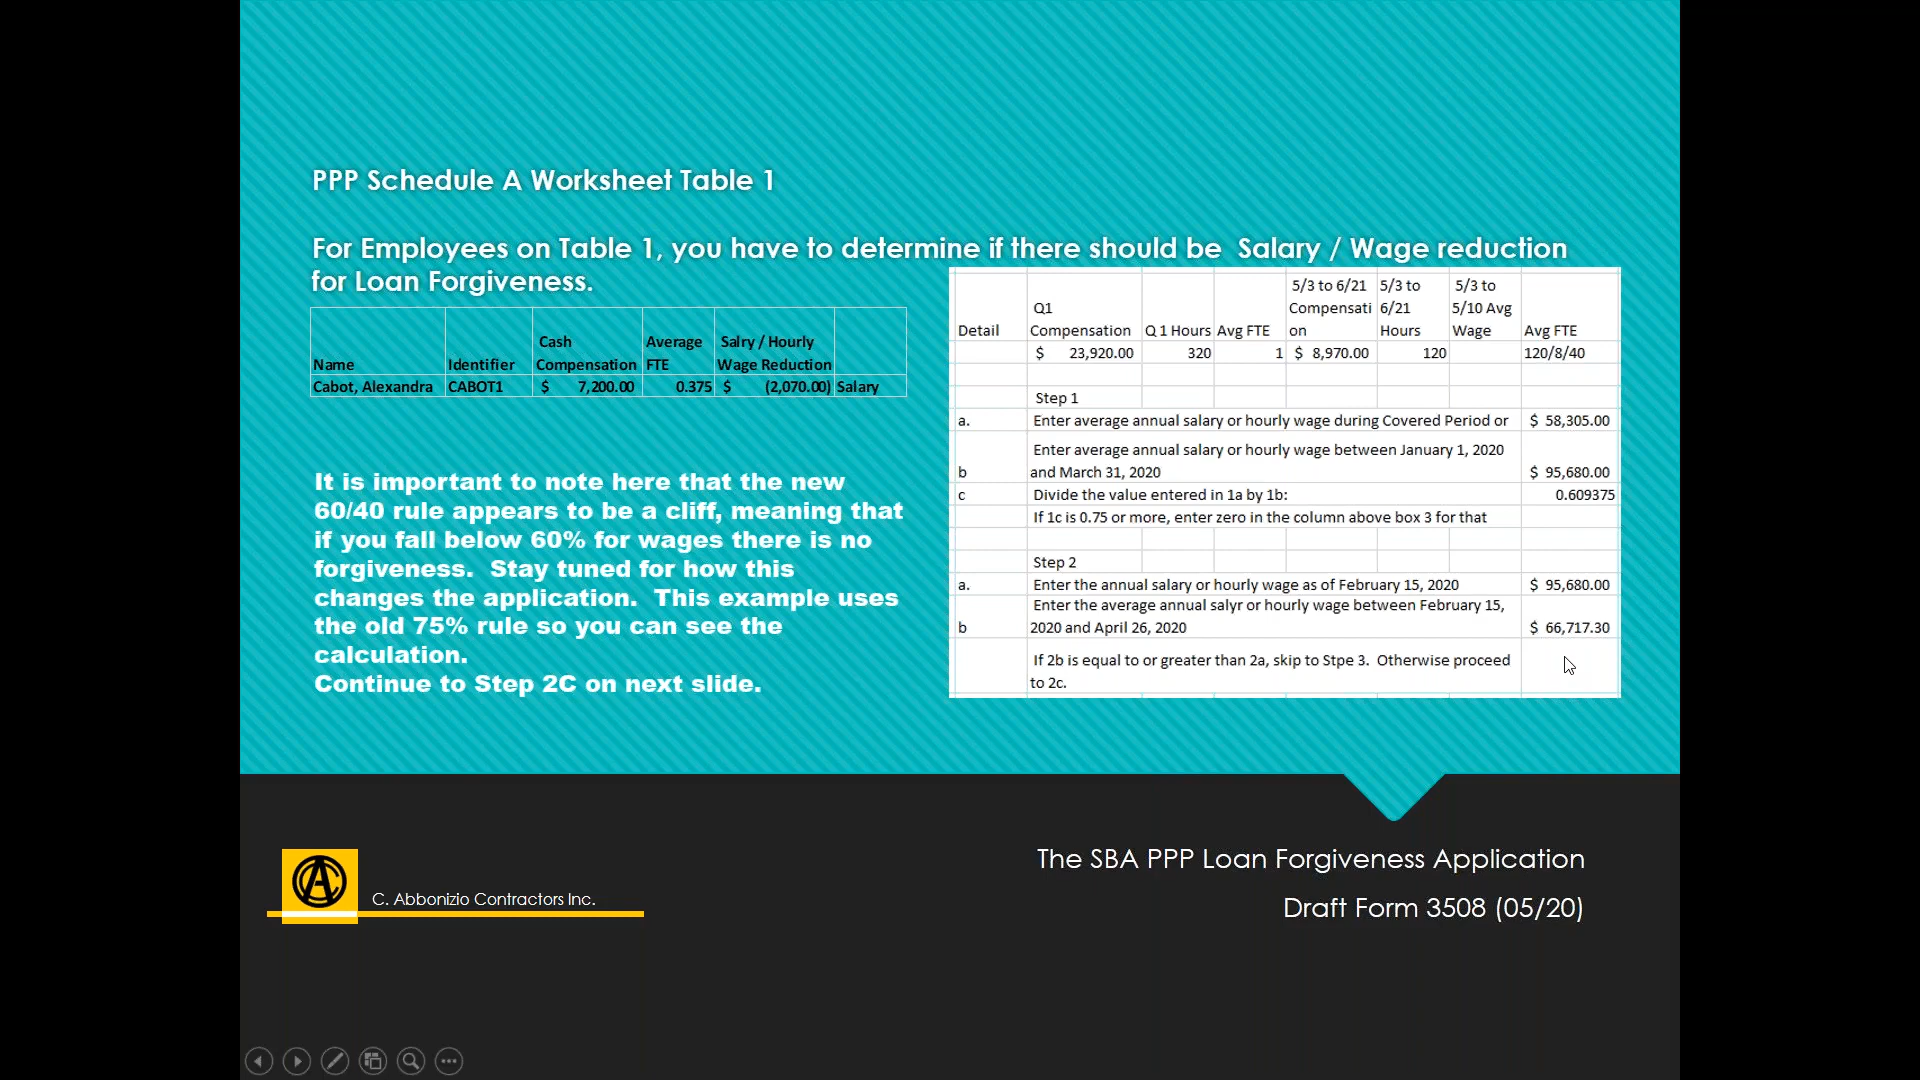 PPP Schedule A Worksheet Table 1
For Employees on Table 1, you have to determine if there should be  Salary / Wage reduction
for Loan Forgiveness.
Name Identifier Cash Compensation Average FTE Salry / Hourly Wage Reduction
Cabot, Alexandra CABOT1 $ 7,200.00 0.375 $ (2,070.00) Salary
It is important to note here that the new
60/40 rule appears to be a cliff, meaning that
if you fall below 60% for wages there is no
forgiveness.  Stay tuned for how this
changes the application.  This example uses
the old 75% rule so you can see the
calculation.
Continue to Step 2C on next slide.
Detail Q1 Compensation Q 1 Hours Avg FTE 5/3 to 6/21 Compensati on 5/3 to 6/21 Hours 5/3 to 5/10 Avg Wage Avg FTE
$ 23,920.00 320 1 $ 8,970.00 120 120/8/40
Step 1
a. Enter average annual salary or hourly wage during Covered Period or $ 58,305.00
Enter average annual salary or hourly wage between January 1, 2020
b and March 31, 2020 $ 95,680.00
c Divide the value entered in 1a by 1b: 0.609375
If 1c is 0.75 or more, enter zero in the column above box 3 for that
Step 2
a. Enter the annual salary or hourly wage as of February 15, 2020 $ 95,680.00
Enter the average annual salyr or hourly wage between February 15,
b 2020 and April 26, 2020 $ 66,717.30
If 2b is equal to or greater than 2a, skip to Stpe 3.  Otherwise proceed
to 2c.
The SBA PPP Loan Forgiveness Application
Draft Form 3508 (05/20)
C. Abbonizio Contractors Inc.